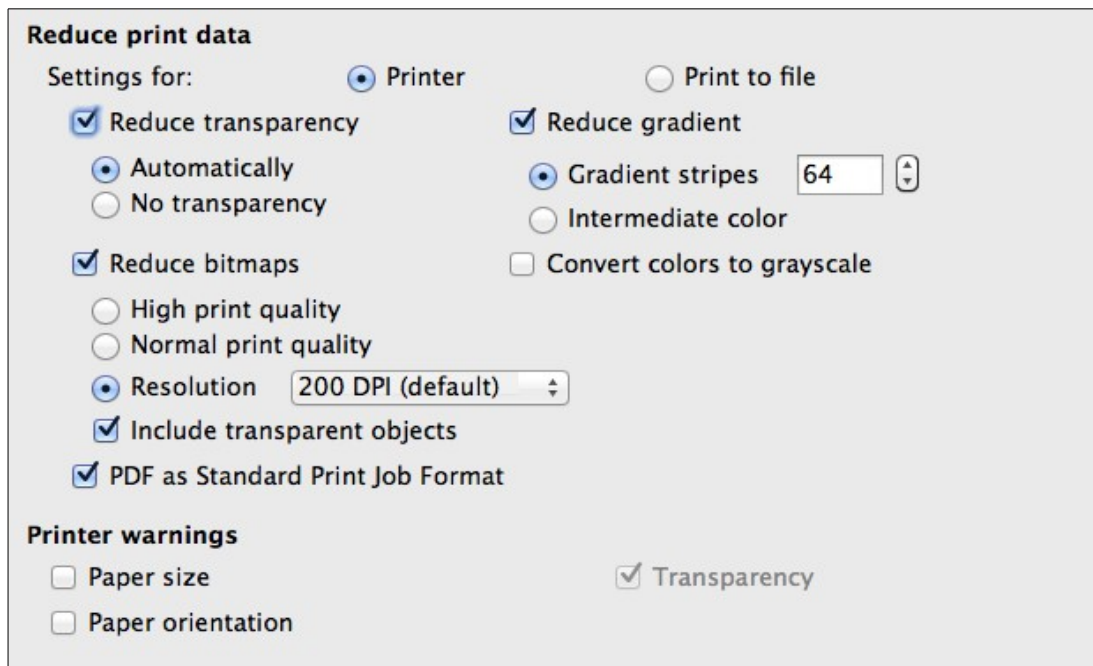 Reduce print data
Settings for: Printer Print to file
Reduce transparency Reduce gradient
Automatically Gradient stripes 64
No transparency Intermediate color
Reduce bitmaps Convert colors to grayscale
High print quality
Normal print quality
Resolution 200 DPI (default)
Include transparent objects
PDF as Standard Print Job Format
Printer warnings
Paper size Transparency
Paper orientation